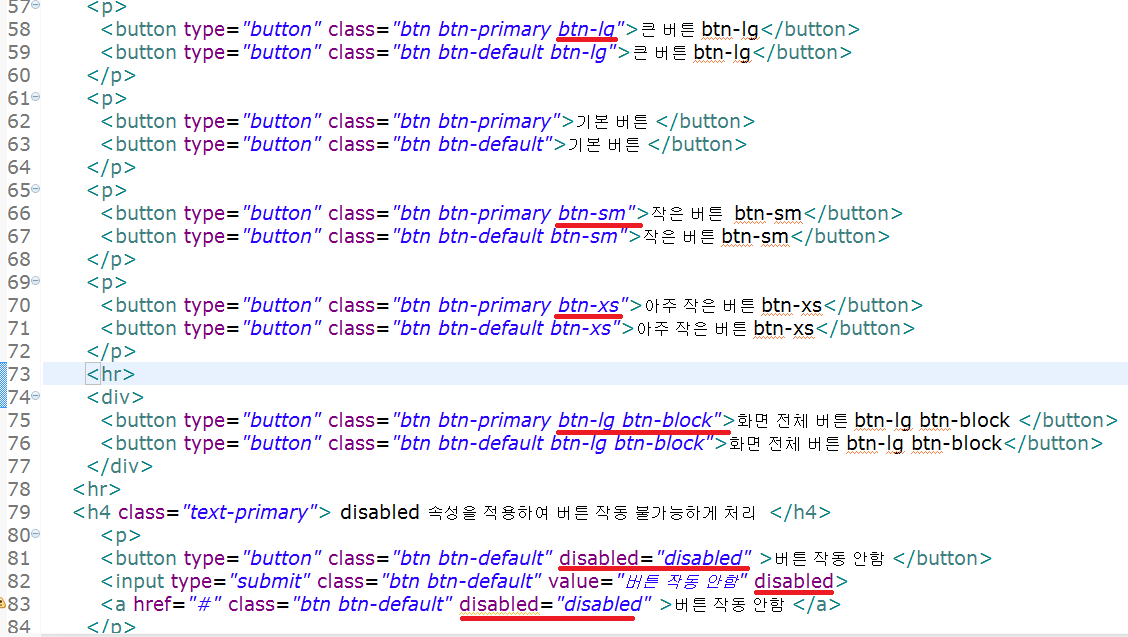 57 <p>
58 <button type="button" class="btn btn-primary btn-lg">큰 버튼 btn-lg</button>
59 <button type="button" class="btn btn-default btn-lg">큰 버튼 btn-lg</button>
60 </p>
61 <p>
62 <button type="button" class="btn btn-primary">기본 버튼 </button>
63 <button type="button" class="btn btn-default">기본 버튼 </button>
64 </p>
65 <p>
66 <button type="button" class="btn btn-primary btn-sm">작은 버튼  btn-sm</button>
67 <button type="button" class="btn btn-default btn-sm">작은 버튼 btn-sm</button>
68 </p>
69 <p>
70 <button type="button" class="btn btn-primary btn-xs">아주 작은 버튼 btn-xs</button>
71 <button type="button" class="btn btn-default btn-xs">아주 작은 버튼 btn-xs</button>
72 </p>
73 <hr>
74 <div>
75 <button type="button" class="btn btn-primary btn-lg btn-block">화면 전체 버튼 btn-lg btn-block </button>
76 <button type="button" class="btn btn-default btn-lg btn-block">화면 전체 버튼 btn-lg btn-block</button>
77 </div>
78 <hr>
79 <h4 class="text-primary"> disabled 속성을 적용하여 버튼 작동 불가능하게 처리  </h4>
80 <p>
81 <button type="button" class="btn btn-default" disabled="disabled" >버튼 작동 안함 </button>
82 <input type="submit" class="btn btn-default" value="버튼 작동 안함" disabled>
83 <a href="#" class="btn btn-default" disabled="disabled" >버튼 작동 안함 </a>
84 </p>